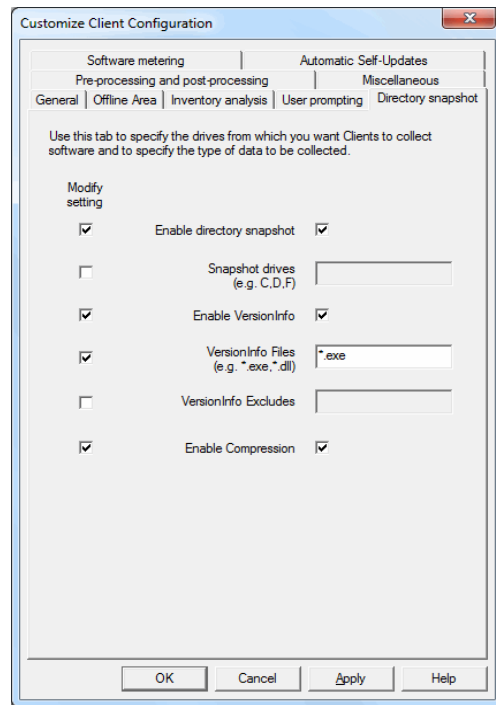 Customize Client Configuration
Software metering
Automatic Self-Updates
Pre-processing and post-processing
Miscellaneous
General
Offline Area
Inventory analysis
User prompting
Directory snapshot
Use this tab to specify the drives from which you want Clients to collect
software and to specify the type of data to be collected.
Modify
setting
Enable directory snapshot
Snapshot drives
(e.g. C,D,F)
Enable VersionInfo
VersionInfo Files
(e.g. *.exe,*.dll)
*.exe
VersionInfo Excludes
Enable Compression
OK
Cancel
Apply
Help